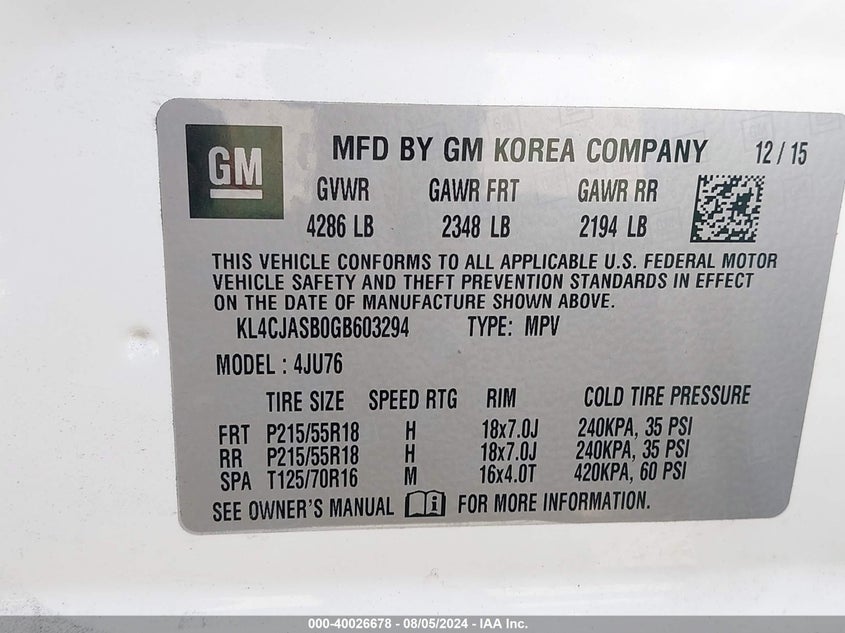 GM
MFD BY GM KOREA COMPANY 12/15
GVWR GAWR FRT GAWR RR
4286 LB 2348 LB 2194 LB
THIS VEHICLE CONFORMS TO ALL APPLICABLE U.S. FEDERAL MOTOR
VEHICLE SAFETY AND THEFT PREVENTION STANDARDS IN EFFECT
ON THE DATE OF MANUFACTURE SHOWN ABOVE.
KL4CJASB0GB603294 TYPE: MPV
MODEL : 4JU76
TIRE SIZE SPEED RTG RIM COLD TIRE PRESSURE
FRT P215/55R18 H 18x7.0J 240KPA, 35 PSI
RR P215/55R18 H 18x7.0J 240KPA, 35 PSI
SPA T125/70R16 M 16x4.0T 420KPA, 60 PSI
SEE OWNER'S MANUAL i FOR MORE INFORMATION.
000-40026678 - 08/05/2024 - IAA Inc.